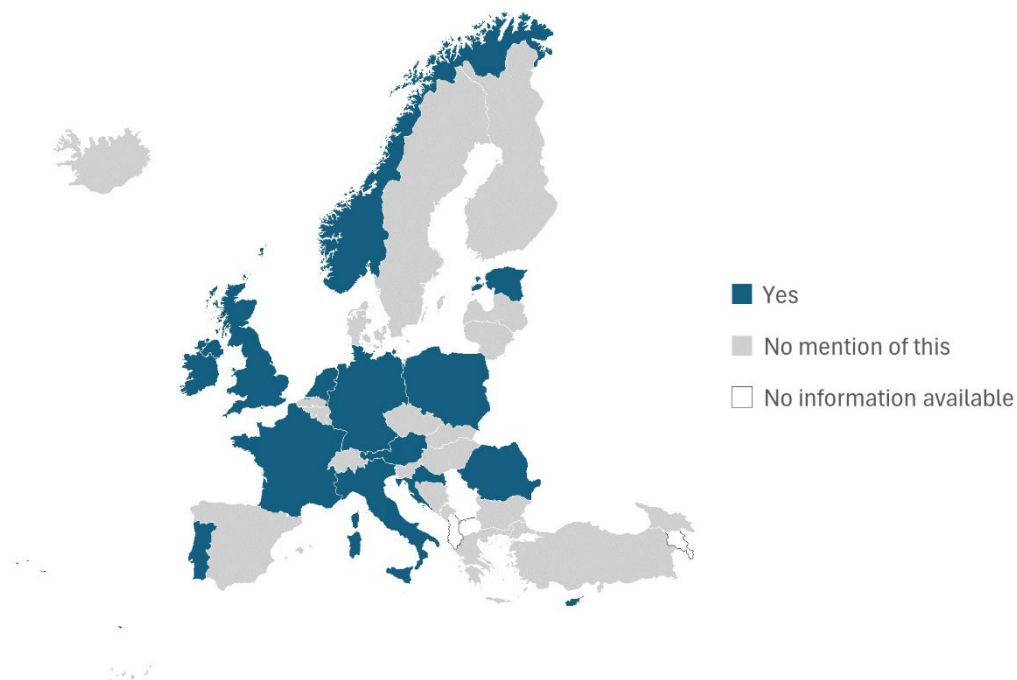 Yes
No mention of this
No information available